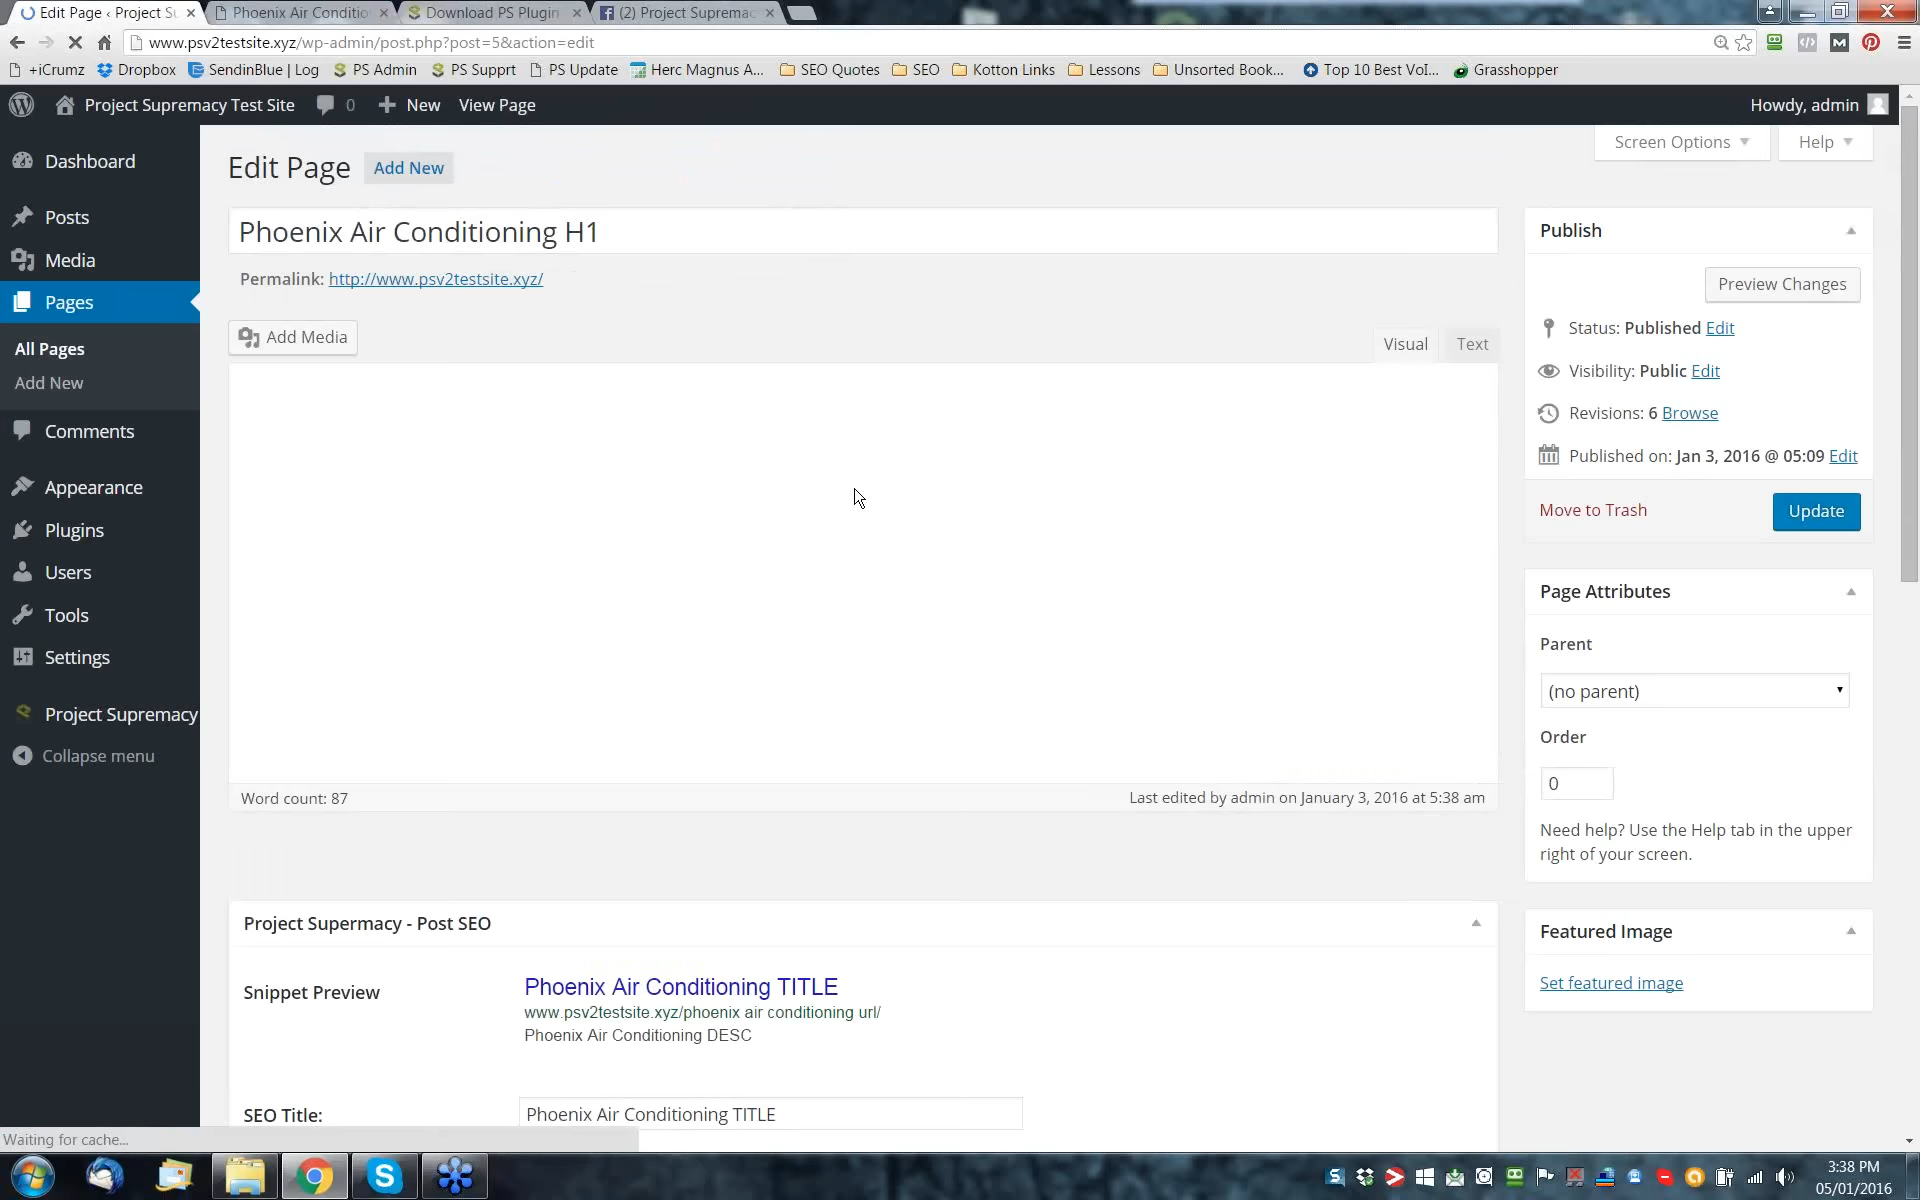 Edit Page ‹ Project Su
Phoenix Air Conditio
Download PS Plugin
(2) Project Supremac
www.psv2testsite.xyz/wp-admin/post.php?post=5&action=edit
+iCrumz Dropbox SendinBlue | Log PS Admin PS Supprt PS Update Herc Magnus A... SEO Quotes SEO Kotton Links Lessons Unsorted Book... Top 10 Best VoI... Grasshopper
Project Supremacy Test Site 0 New View Page Howdy, admin
Screen Options Help
Dashboard
Posts
Media
Pages
All Pages
Add New
Comments
Appearance
Plugins
Users
Tools
Settings
Project Supremacy
Collapse menu
Edit Page Add New
Phoenix Air Conditioning H1
Permalink: http://www.psv2testsite.xyz/
Add Media
Visual Text
Word count: 87
Last edited by admin on January 3, 2016 at 5:38 am
Project Supermacy - Post SEO
Snippet Preview
Phoenix Air Conditioning TITLE
www.psv2testsite.xyz/phoenix air conditioning url/
Phoenix Air Conditioning DESC
SEO Title:
Phoenix Air Conditioning TITLE
Publish
Preview Changes
Status: Published Edit
Visibility: Public Edit
Revisions: 6 Browse
Published on: Jan 3, 2016 @ 05:09 Edit
Move to Trash
Update
Page Attributes
Parent
(no parent)
Order
0
Need help? Use the Help tab in the upper
right of your screen.
Featured Image
Set featured image
Waiting for cache...
3:38 PM
05/01/2016